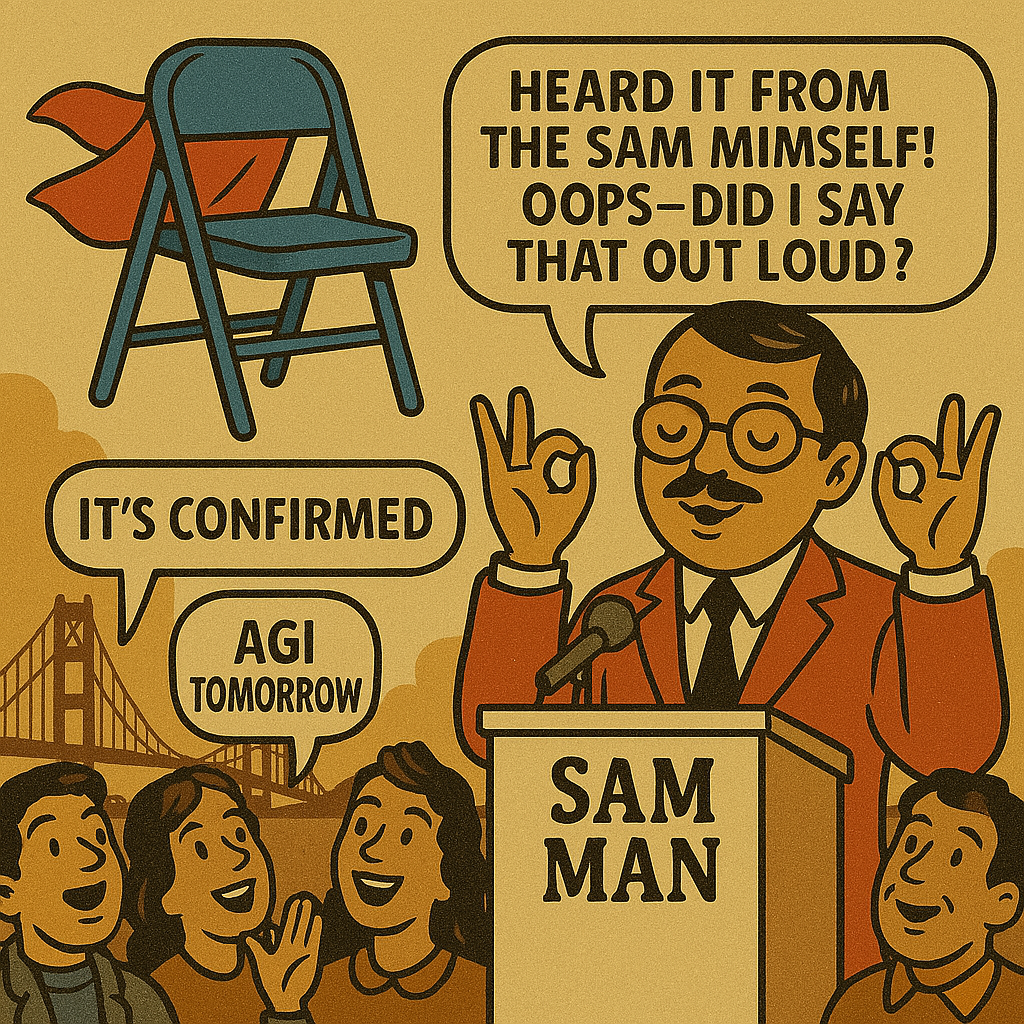 HEARD IT FROM
THE SAM MIMSELF!
OOPS–DID I SAY
THAT OUT LOUD?
IT'S CONFIRMED
AGI
TOMORROW
SAM
MAN